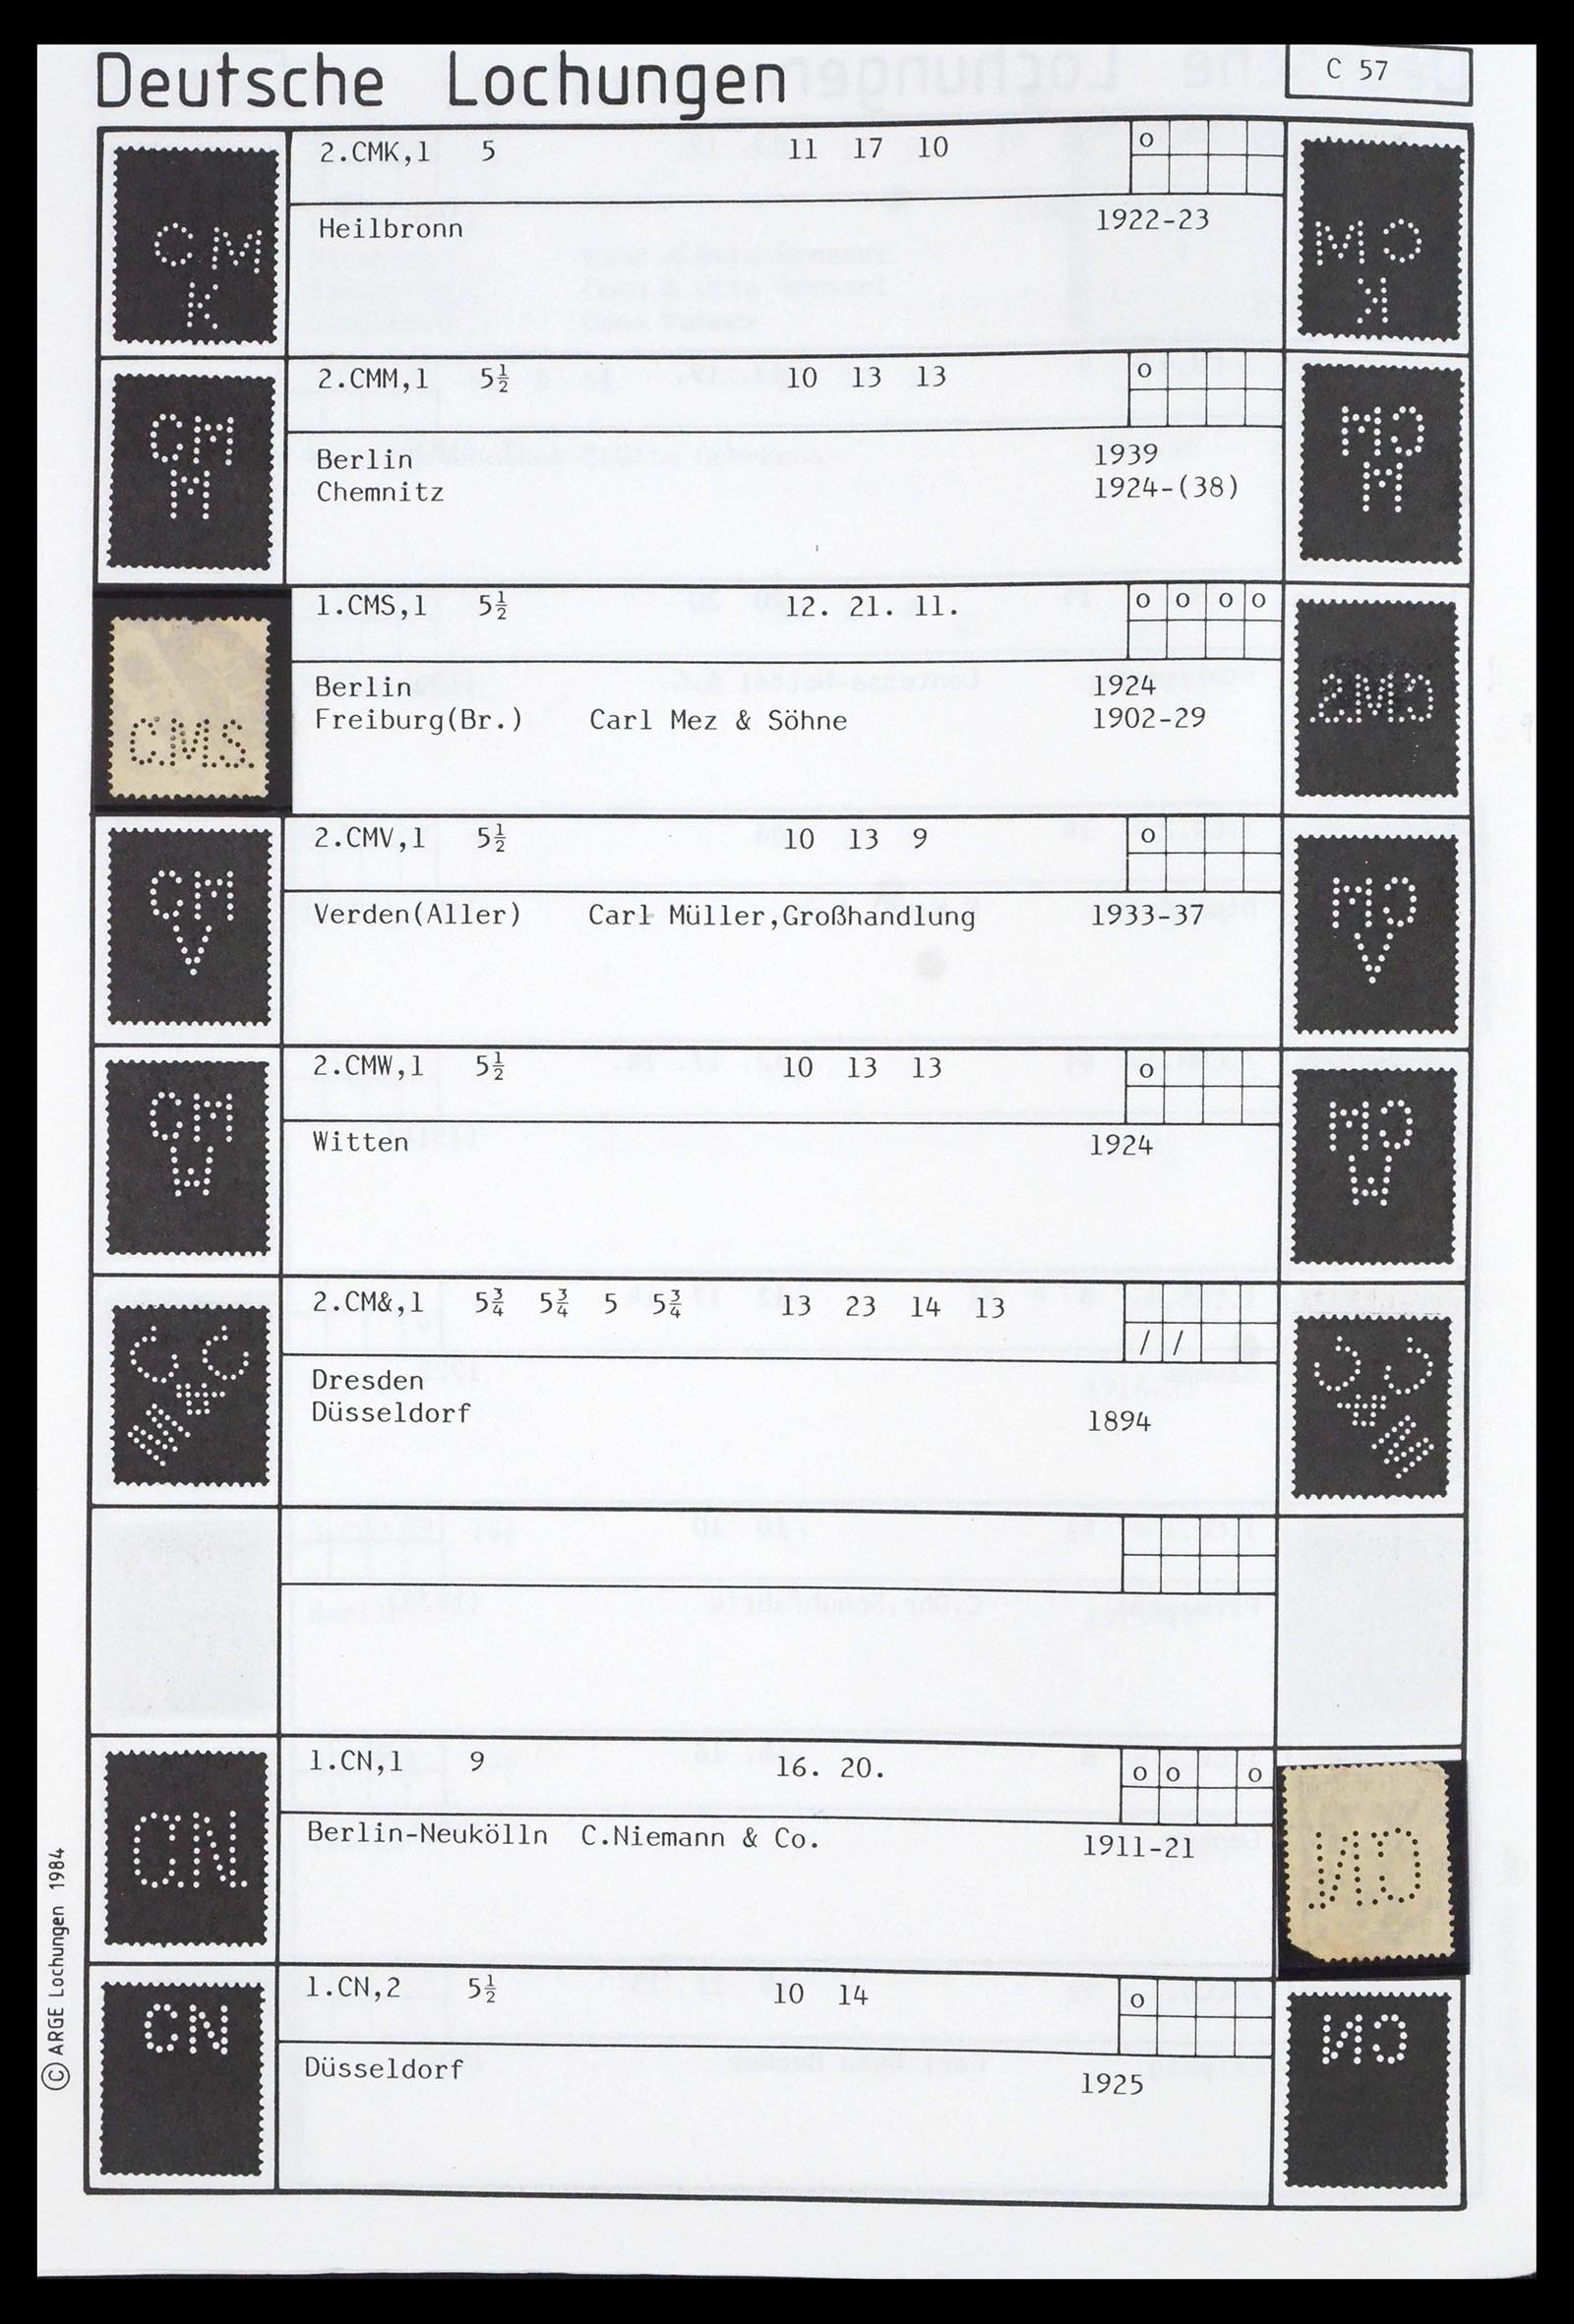 Deutsche Lochungen
C 57
2.CMK,1 5 11 17 10 o
Heilbronn 1922-23
CM
K
2.CMM,1 5½ 10 13 13 o
Berlin 1939
Chemnitz 1924-(38)
CM
M
1.CMS,1 5½ 12. 21. 11. o o o o
Berlin 1924
Freiburg(Br.) Carl Mez & Söhne 1902-29
C.M.S.
2.CMV,1 5½ 10 13 9 o
Verden(Aller) Carl Müller,Großhandlung 1933-37
CM
V
2.CMW,1 5½ 10 13 13 o
Witten 1924
CM
W
2.CM&,1 5¾ 5¾ 5 5¾ 13 23 14 13 / /
Dresden
Düsseldorf 1894
1.CN,1 9 16. 20. o o o
Berlin-Neukölln C.Niemann & Co. 1911-21
C.N.
1.CN,2 5½ 10 14 o
Düsseldorf 1925
CN
© ARGE Lochungen 1984